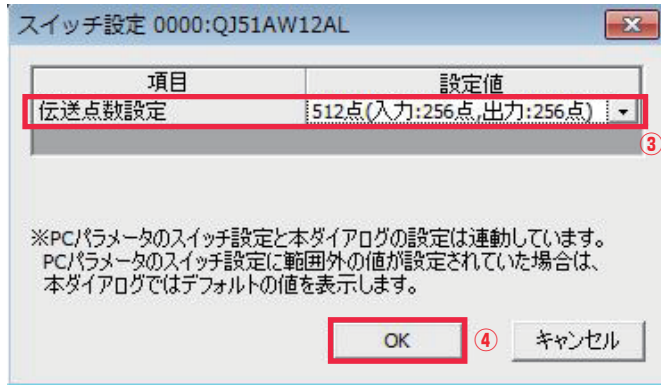 スイッチ設定 0000:QJ51AW12AL
項目 設定値
伝送点数設定 512点(入力:256点,出力:256点)
③
※PCパラメータのスイッチ設定と本ダイアログの設定は連動しています。
PCパラメータのスイッチ設定に範囲外の値が設定されていた場合は、
本ダイアログではデフォルトの値を表示します。
OK ④ キャンセル